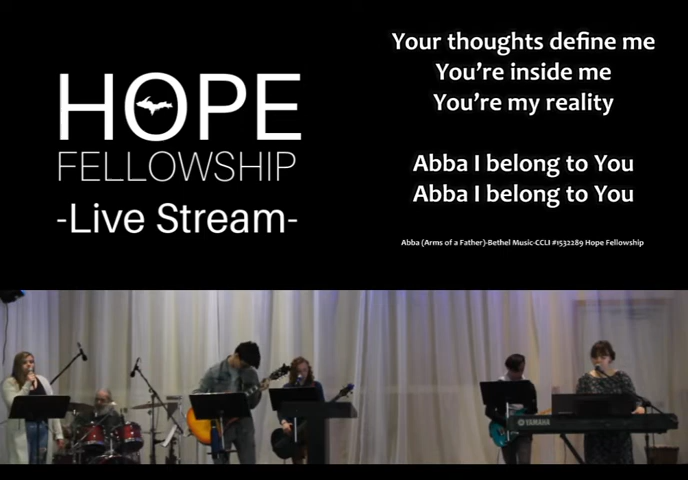 HOPE
FELLOWSHIP
-Live Stream-
Your thoughts define me
You're inside me
You're my reality
Abba I belong to You
Abba I belong to You
Abba (Arms of a Father)-Bethel Music-CCLI #1532289 Hope Fellowship
YAMAHA